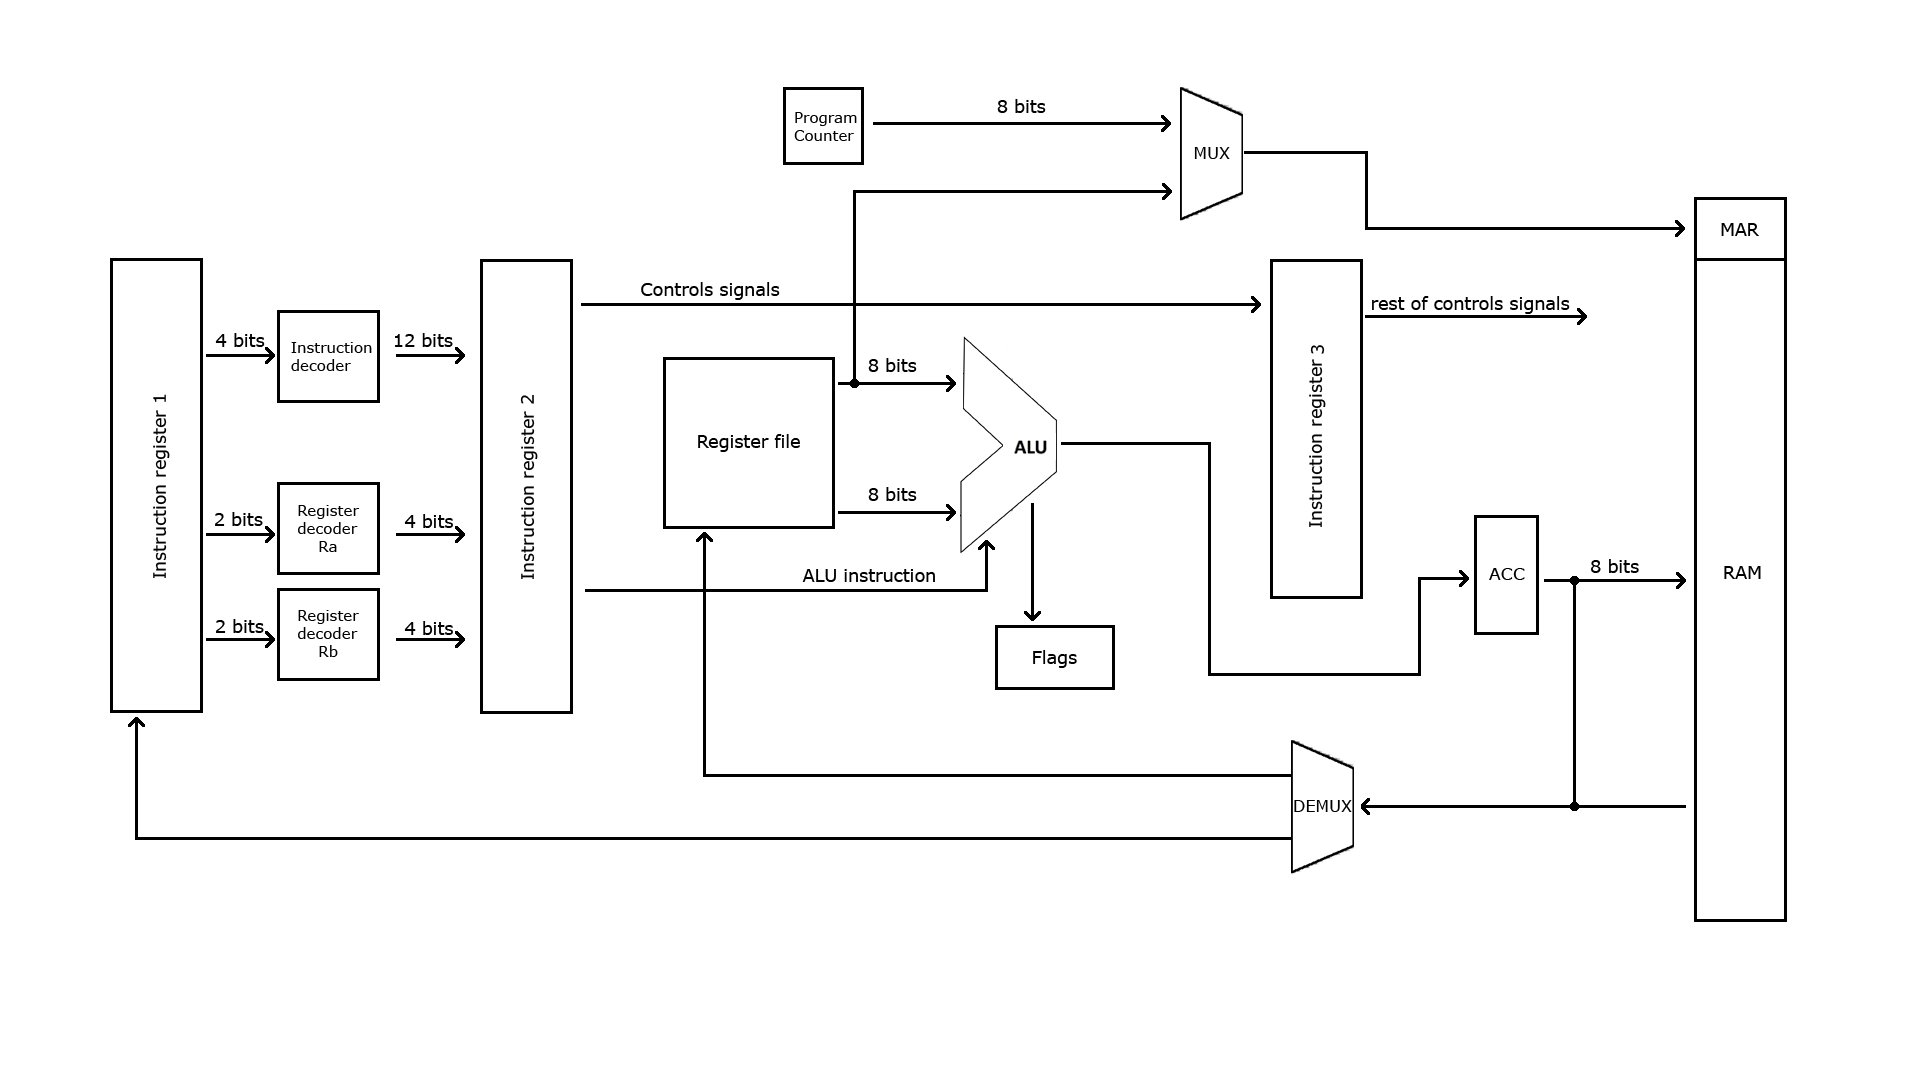 Program
Counter
8 bits
MUX
MAR
Controls signals
rest of controls signals
Instruction register 1
4 bits
Instruction
decoder
12 bits
Instruction register 2
8 bits
Register file
ALU
8 bits
Instruction register 3
2 bits
Register
decoder
Ra
4 bits
ALU instruction
ACC
8 bits
RAM
2 bits
Register
decoder
Rb
4 bits
Flags
DEMUX